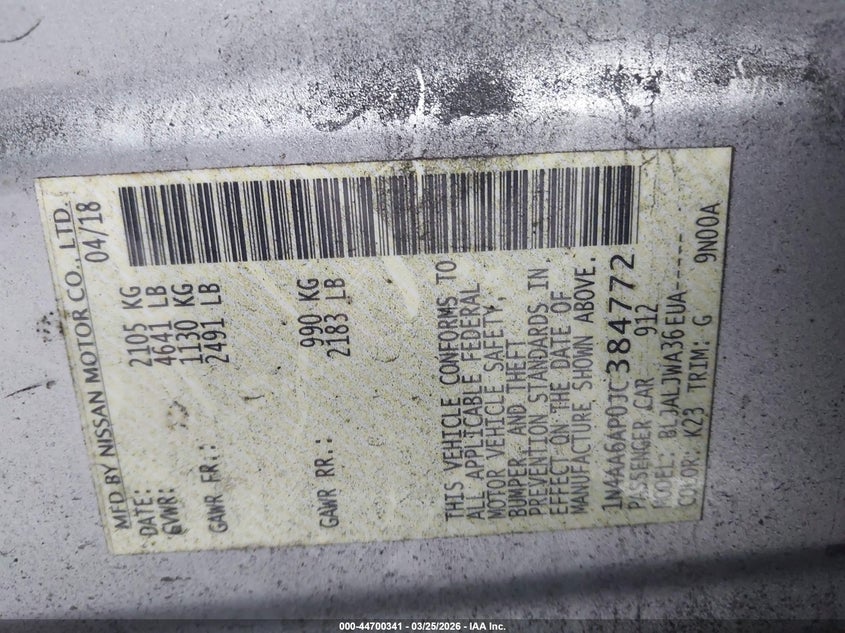 MFD BY NISSAN MOTOR CO., LTD.
DATE: 04/18
GVWR: 2105 KG
4641 LB
GAWR FR.: 1130 KG
2491 LB
GAWR RR.: 990 KG
2183 LB
THIS VEHICLE CONFORMS TO
ALL APPLICABLE FEDERAL
MOTOR VEHICLE SAFETY,
BUMPER, AND THEFT
PREVENTION STANDARDS IN
EFFECT ON THE DATE OF
MANUFACTURE SHOWN ABOVE.
1N4AA6AP0JC384772
PASSENGER CAR 912
MODEL: BLJALJWA36EUA-----
COLOR: K23 TRIM: G 9N00A
000-44700341 | 03/25/2026 - IAA Inc.